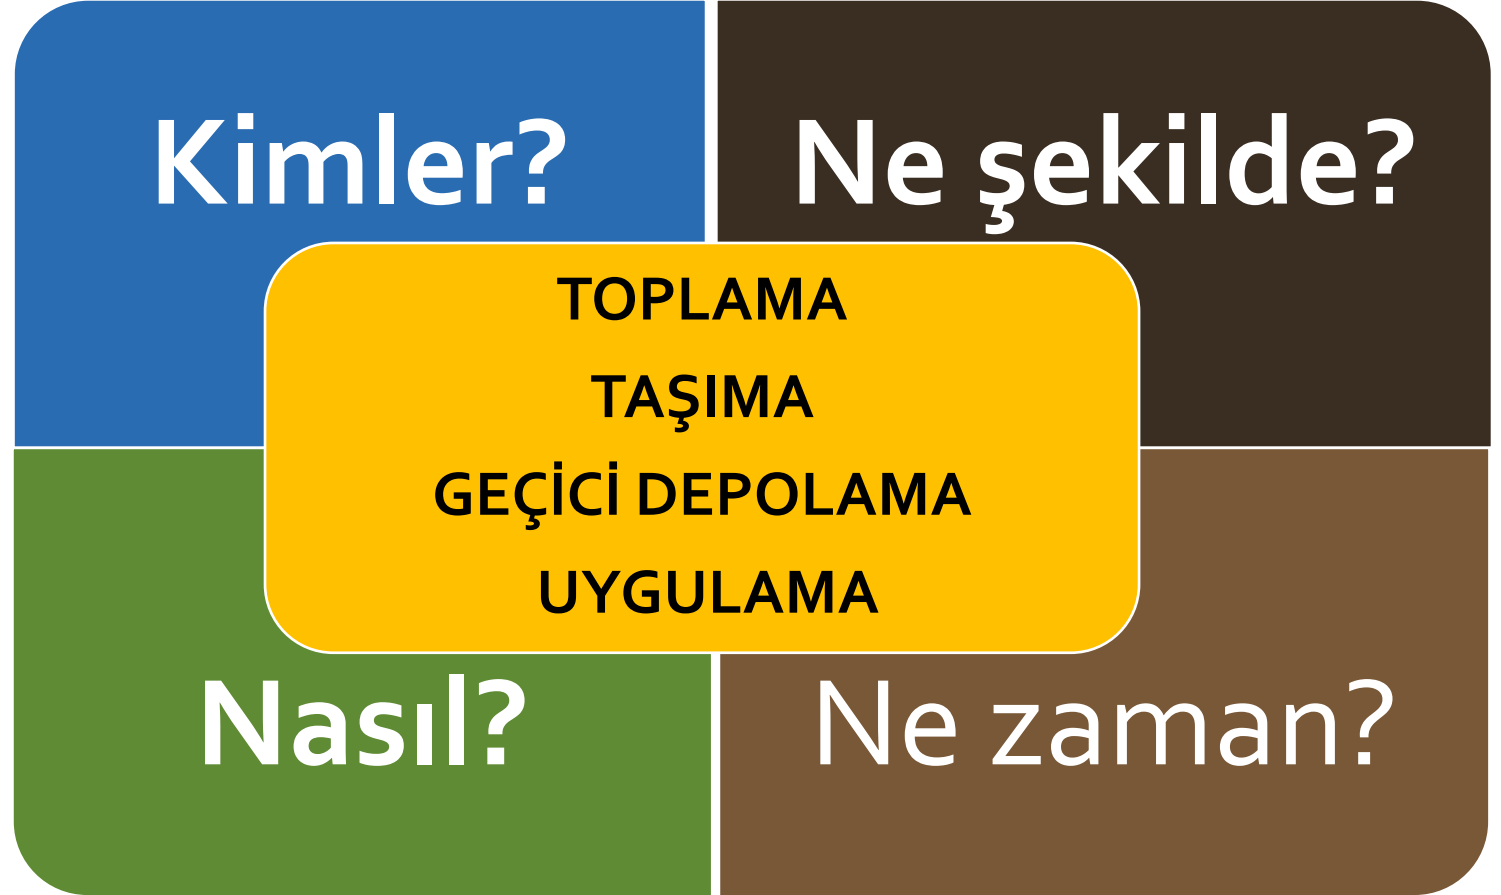 Kimler?
Ne şekilde?
TOPLAMA
TAŞIMA
GEÇİCİ DEPOLAMA
UYGULAMA
Nasıl?
Ne zaman?